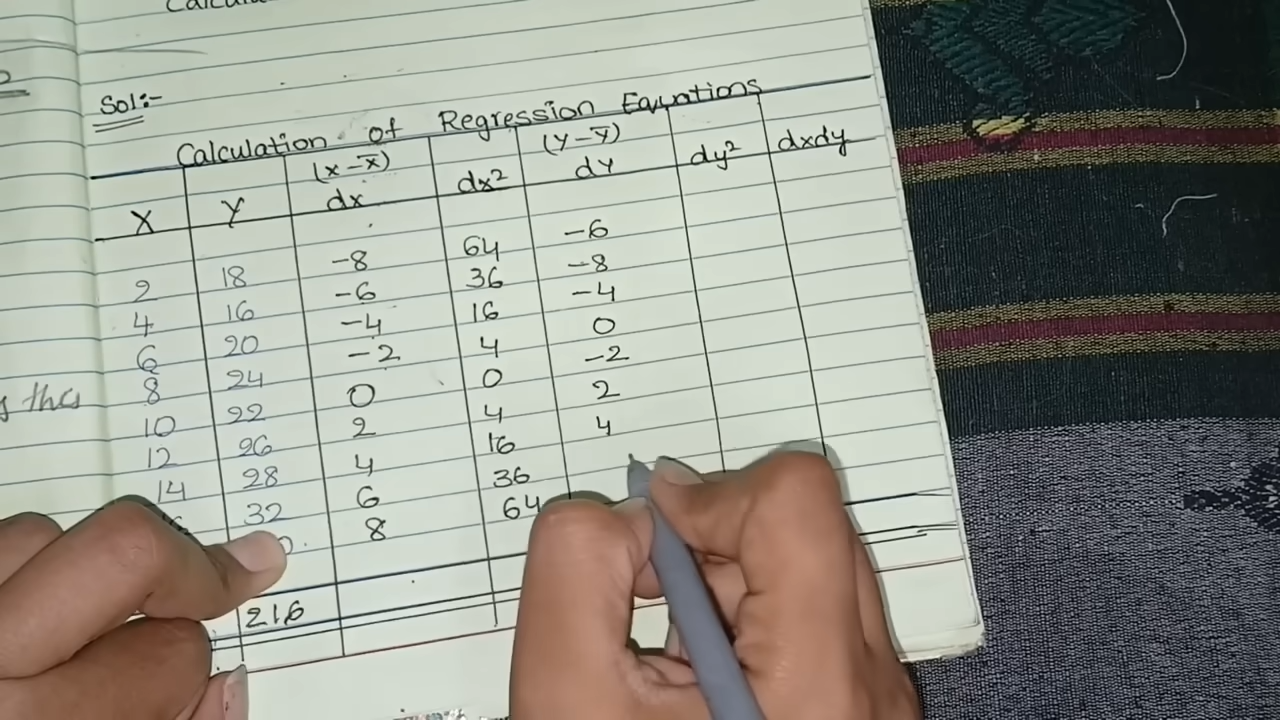 Sol:-
Calculation of Regression Equations
X Y (x-x̄) dx dx² (y-y̅) dy dy² dxdy
2 18 -8 64 -6
4 16 -6 36 -8
6 20 -4 16 -4
8 24 -2 4 0
10 22 0 0 -2
12 26 2 4 2
14 28 4 16 4
32 6 36
8 64
216